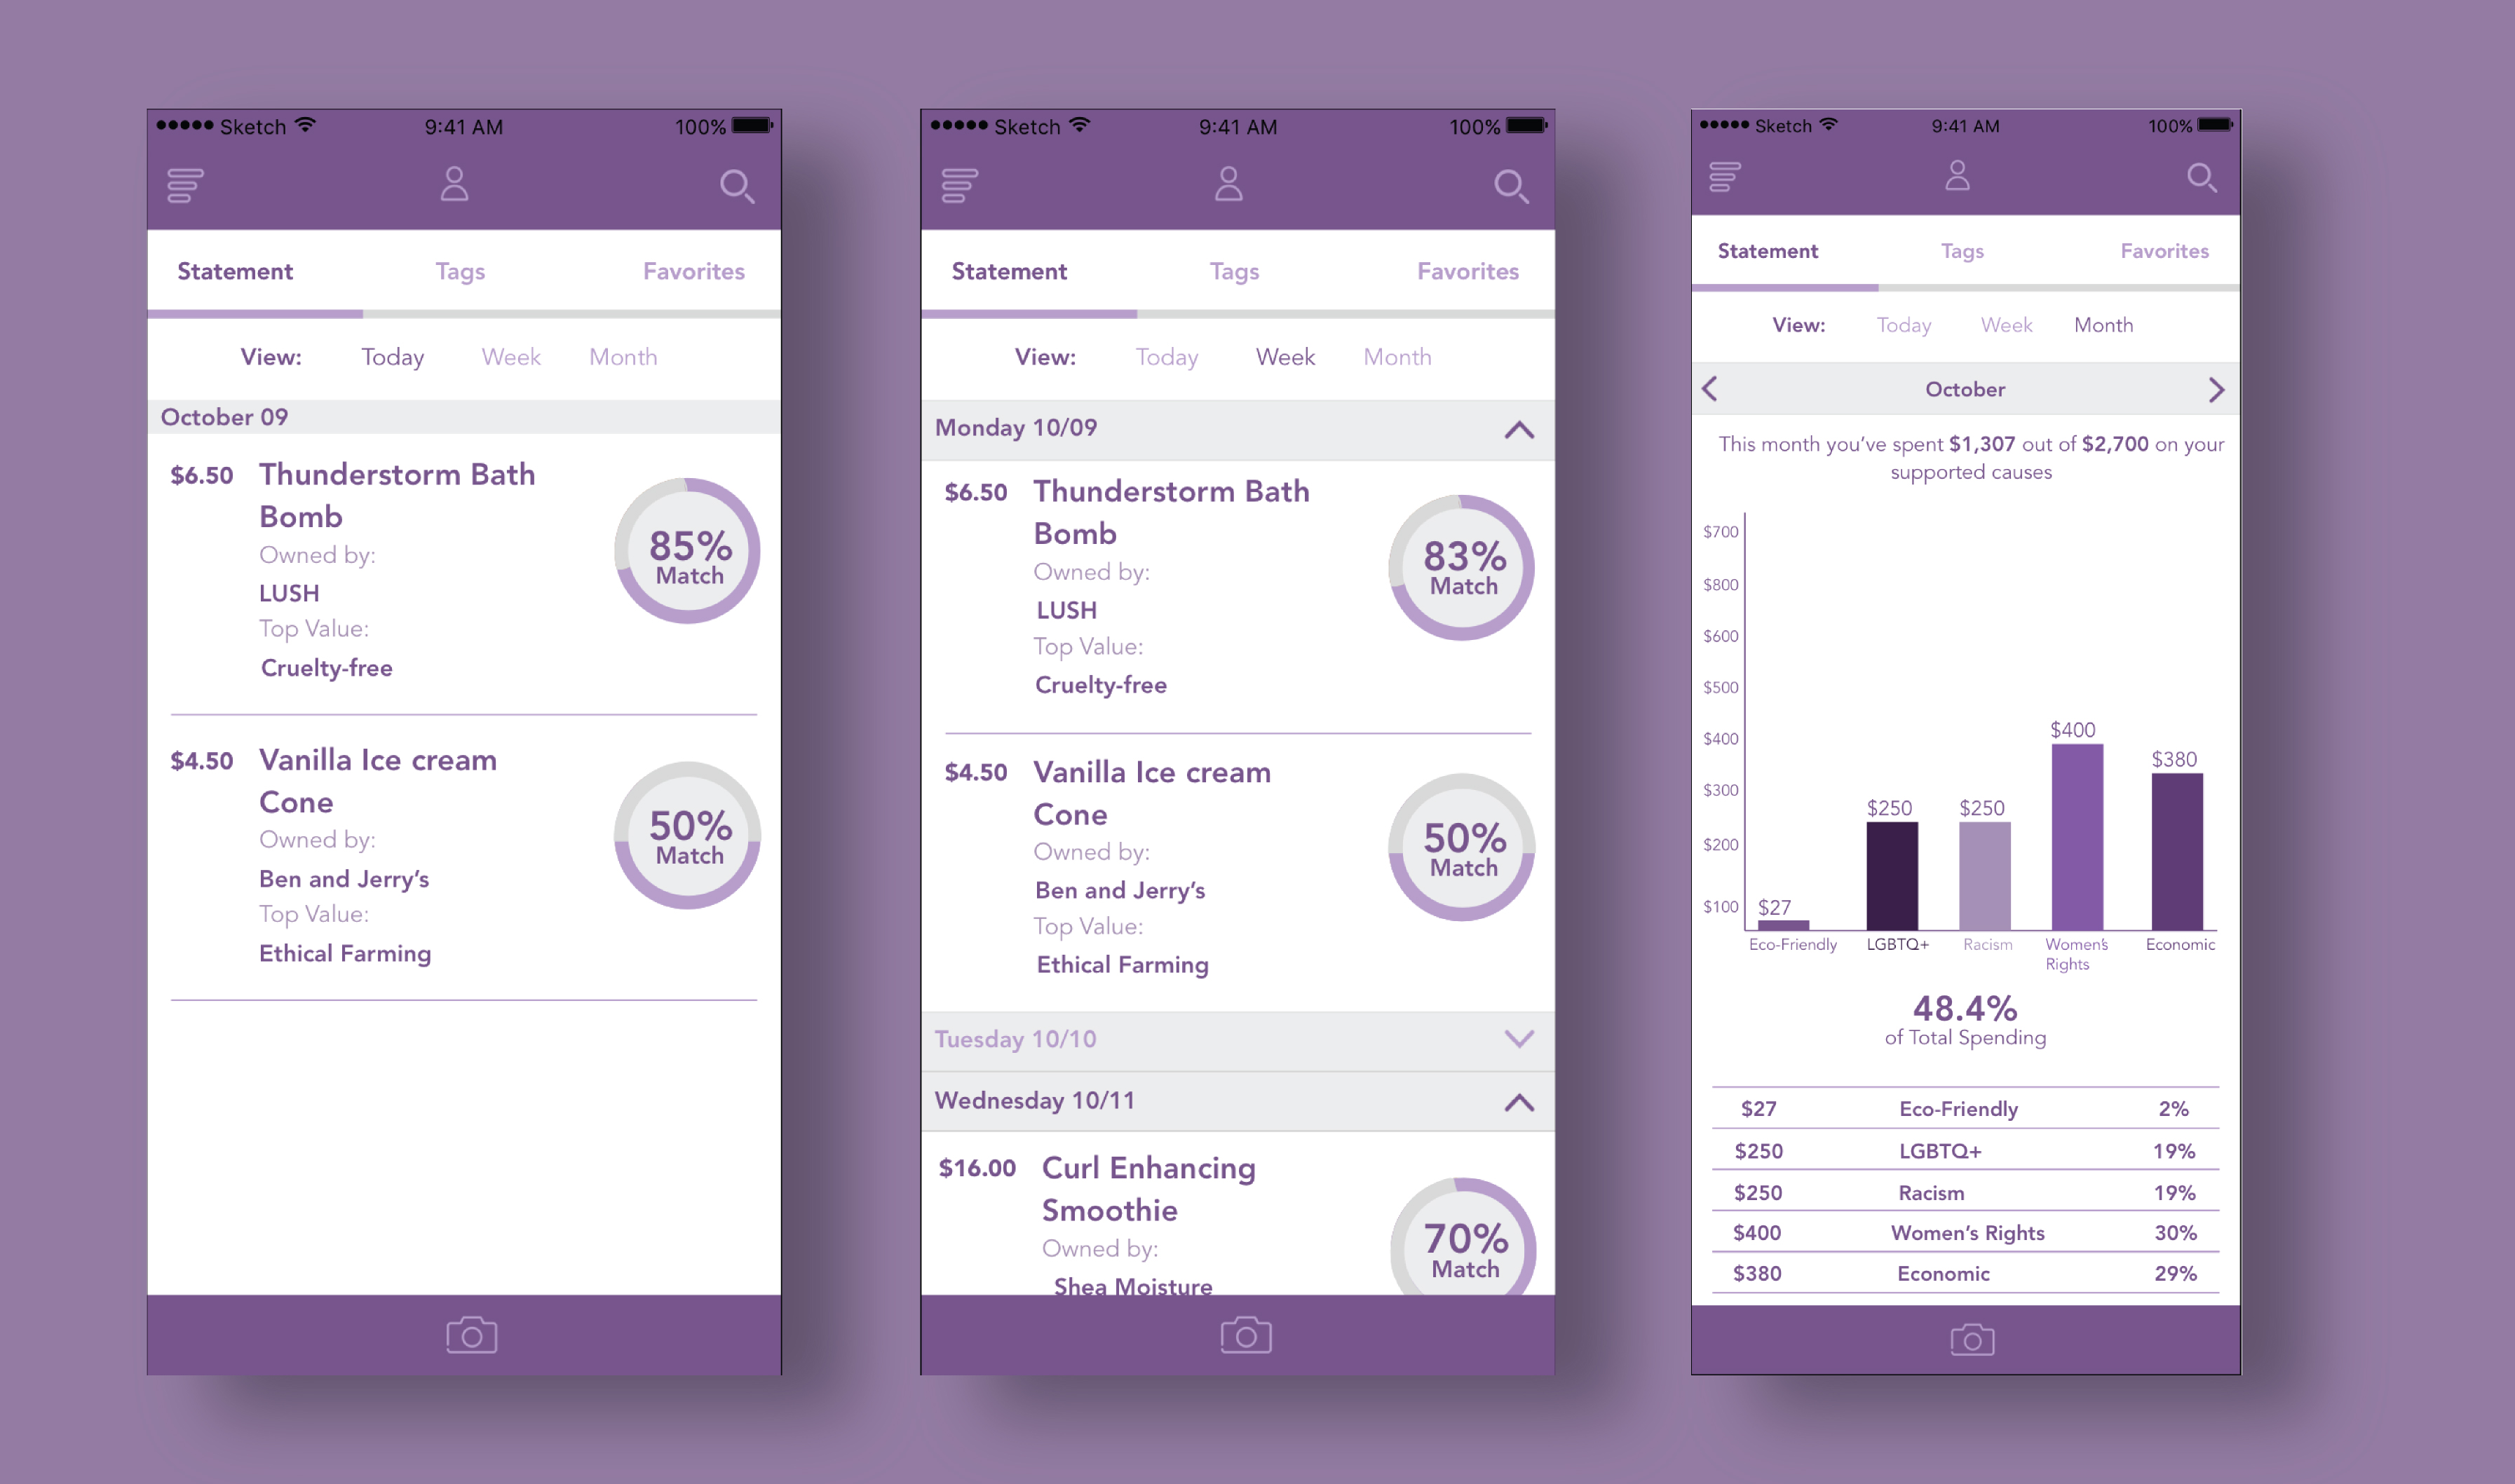 Sketch 9:41 AM 100%
Statement Tags Favorites
View: Today Week Month
October 09
$6.50 Thunderstorm Bath
Bomb
Owned by:
LUSH
Top Value:
Cruelty-free
85%
Match
$4.50 Vanilla Ice cream
Cone
Owned by:
Ben and Jerry’s
Top Value:
Ethical Farming
50%
Match
Sketch 9:41 AM 100%
Statement Tags Favorites
View: Today Week Month
Monday 10/09
$6.50 Thunderstorm Bath
Bomb
Owned by:
LUSH
Top Value:
Cruelty-free
83%
Match
$4.50 Vanilla Ice cream
Cone
Owned by:
Ben and Jerry’s
Top Value:
Ethical Farming
50%
Match
Tuesday 10/10
Wednesday 10/11
$16.00 Curl Enhancing
Smoothie
Owned by:
Shea Moisture
70%
Match
Sketch 9:41 AM 100%
Statement Tags Favorites
View: Today Week Month
October
This month you’ve spent $1,307 out of $2,700 on your
supported causes
$700
$800
$600
$500
$400
$300
$200
$100
$27
$250
$250
$400
$380
Eco-Friendly LGBTQ+ Racism Women’s Economic
Rights
48.4%
of Total Spending
$27 Eco-Friendly 2%
$250 LGBTQ+ 19%
$250 Racism 19%
$400 Women’s Rights 30%
$380 Economic 29%